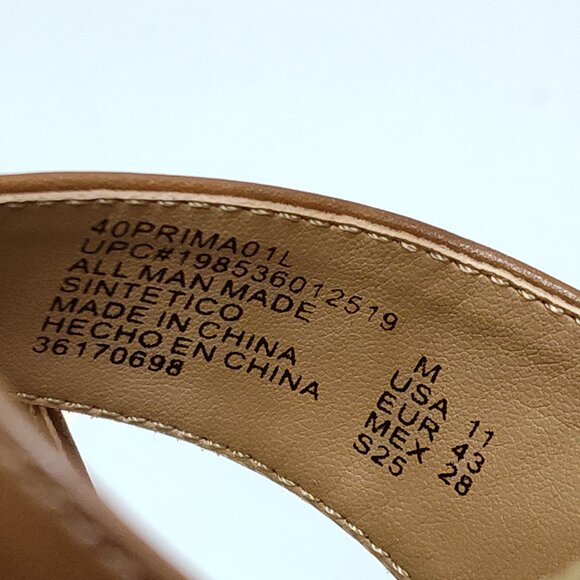 40PRIMA01L
UPC#198536012519
ALL MAN MADE
SINTETICO
MADE IN CHINA
HECHO EN CHINA
36170698
M
USA 11
EUR 43
MEX 28
S25